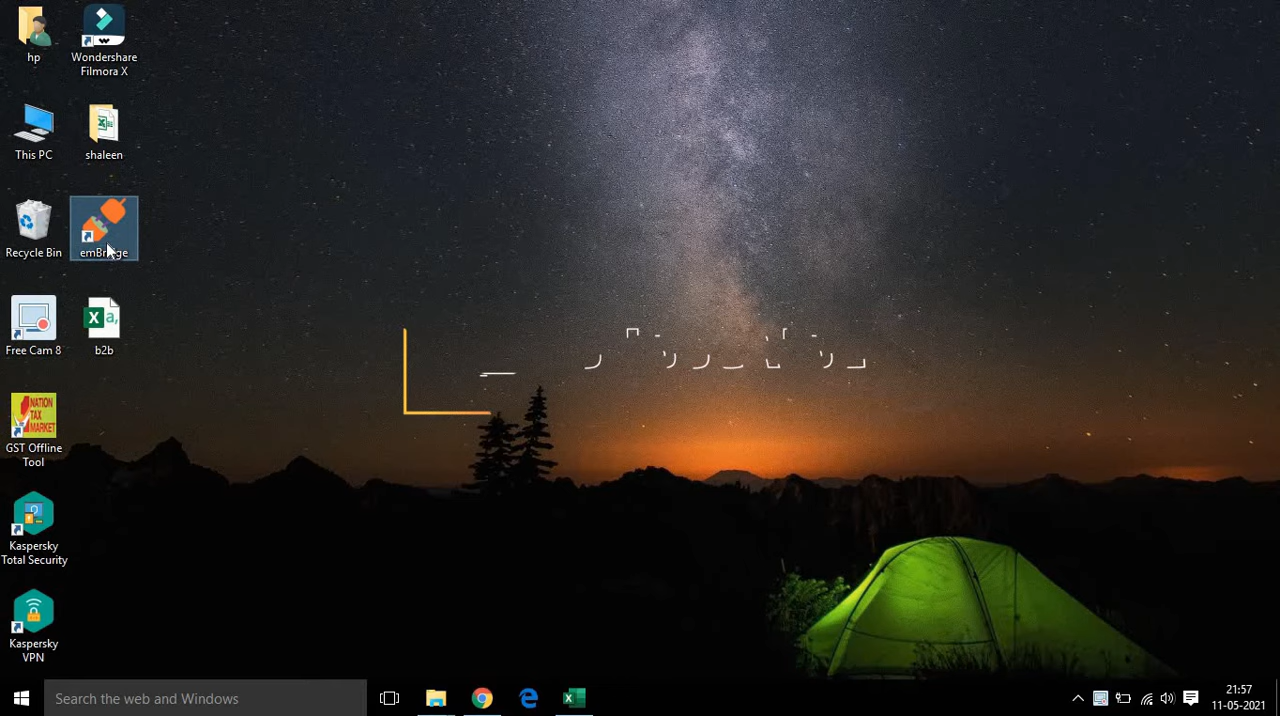 hp
Wondershare
Filmora X
This PC
shaleen
Recycle Bin
Free Cam 8
b2b
NATION
TAX
MARKET
GST Offline
Tool
Kaspersky
Total Security
Kaspersky
VPN
Search the web and Windows
21:57
11-05-2021